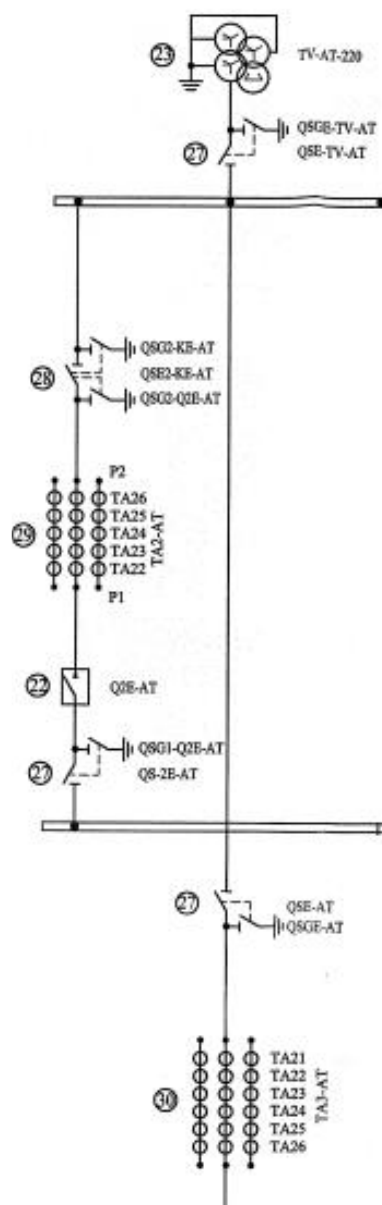 23
TV-AT-220
QSGE-TV-AT
27
QSE-TV-AT
QSG2-KE-AT
28
QSE2-KE-AT
QSG2-Q2E-AT
P2
TA26
TA25
29
TA24
TA2-AT
TA23
TA22
P1
22
Q2E-AT
QSG1-Q2E-AT
27
QS-2E-AT
27
QSE-AT
QSGE-AT
TA21
TA22
TA23
TA3-AT
30
TA24
TA25
TA26